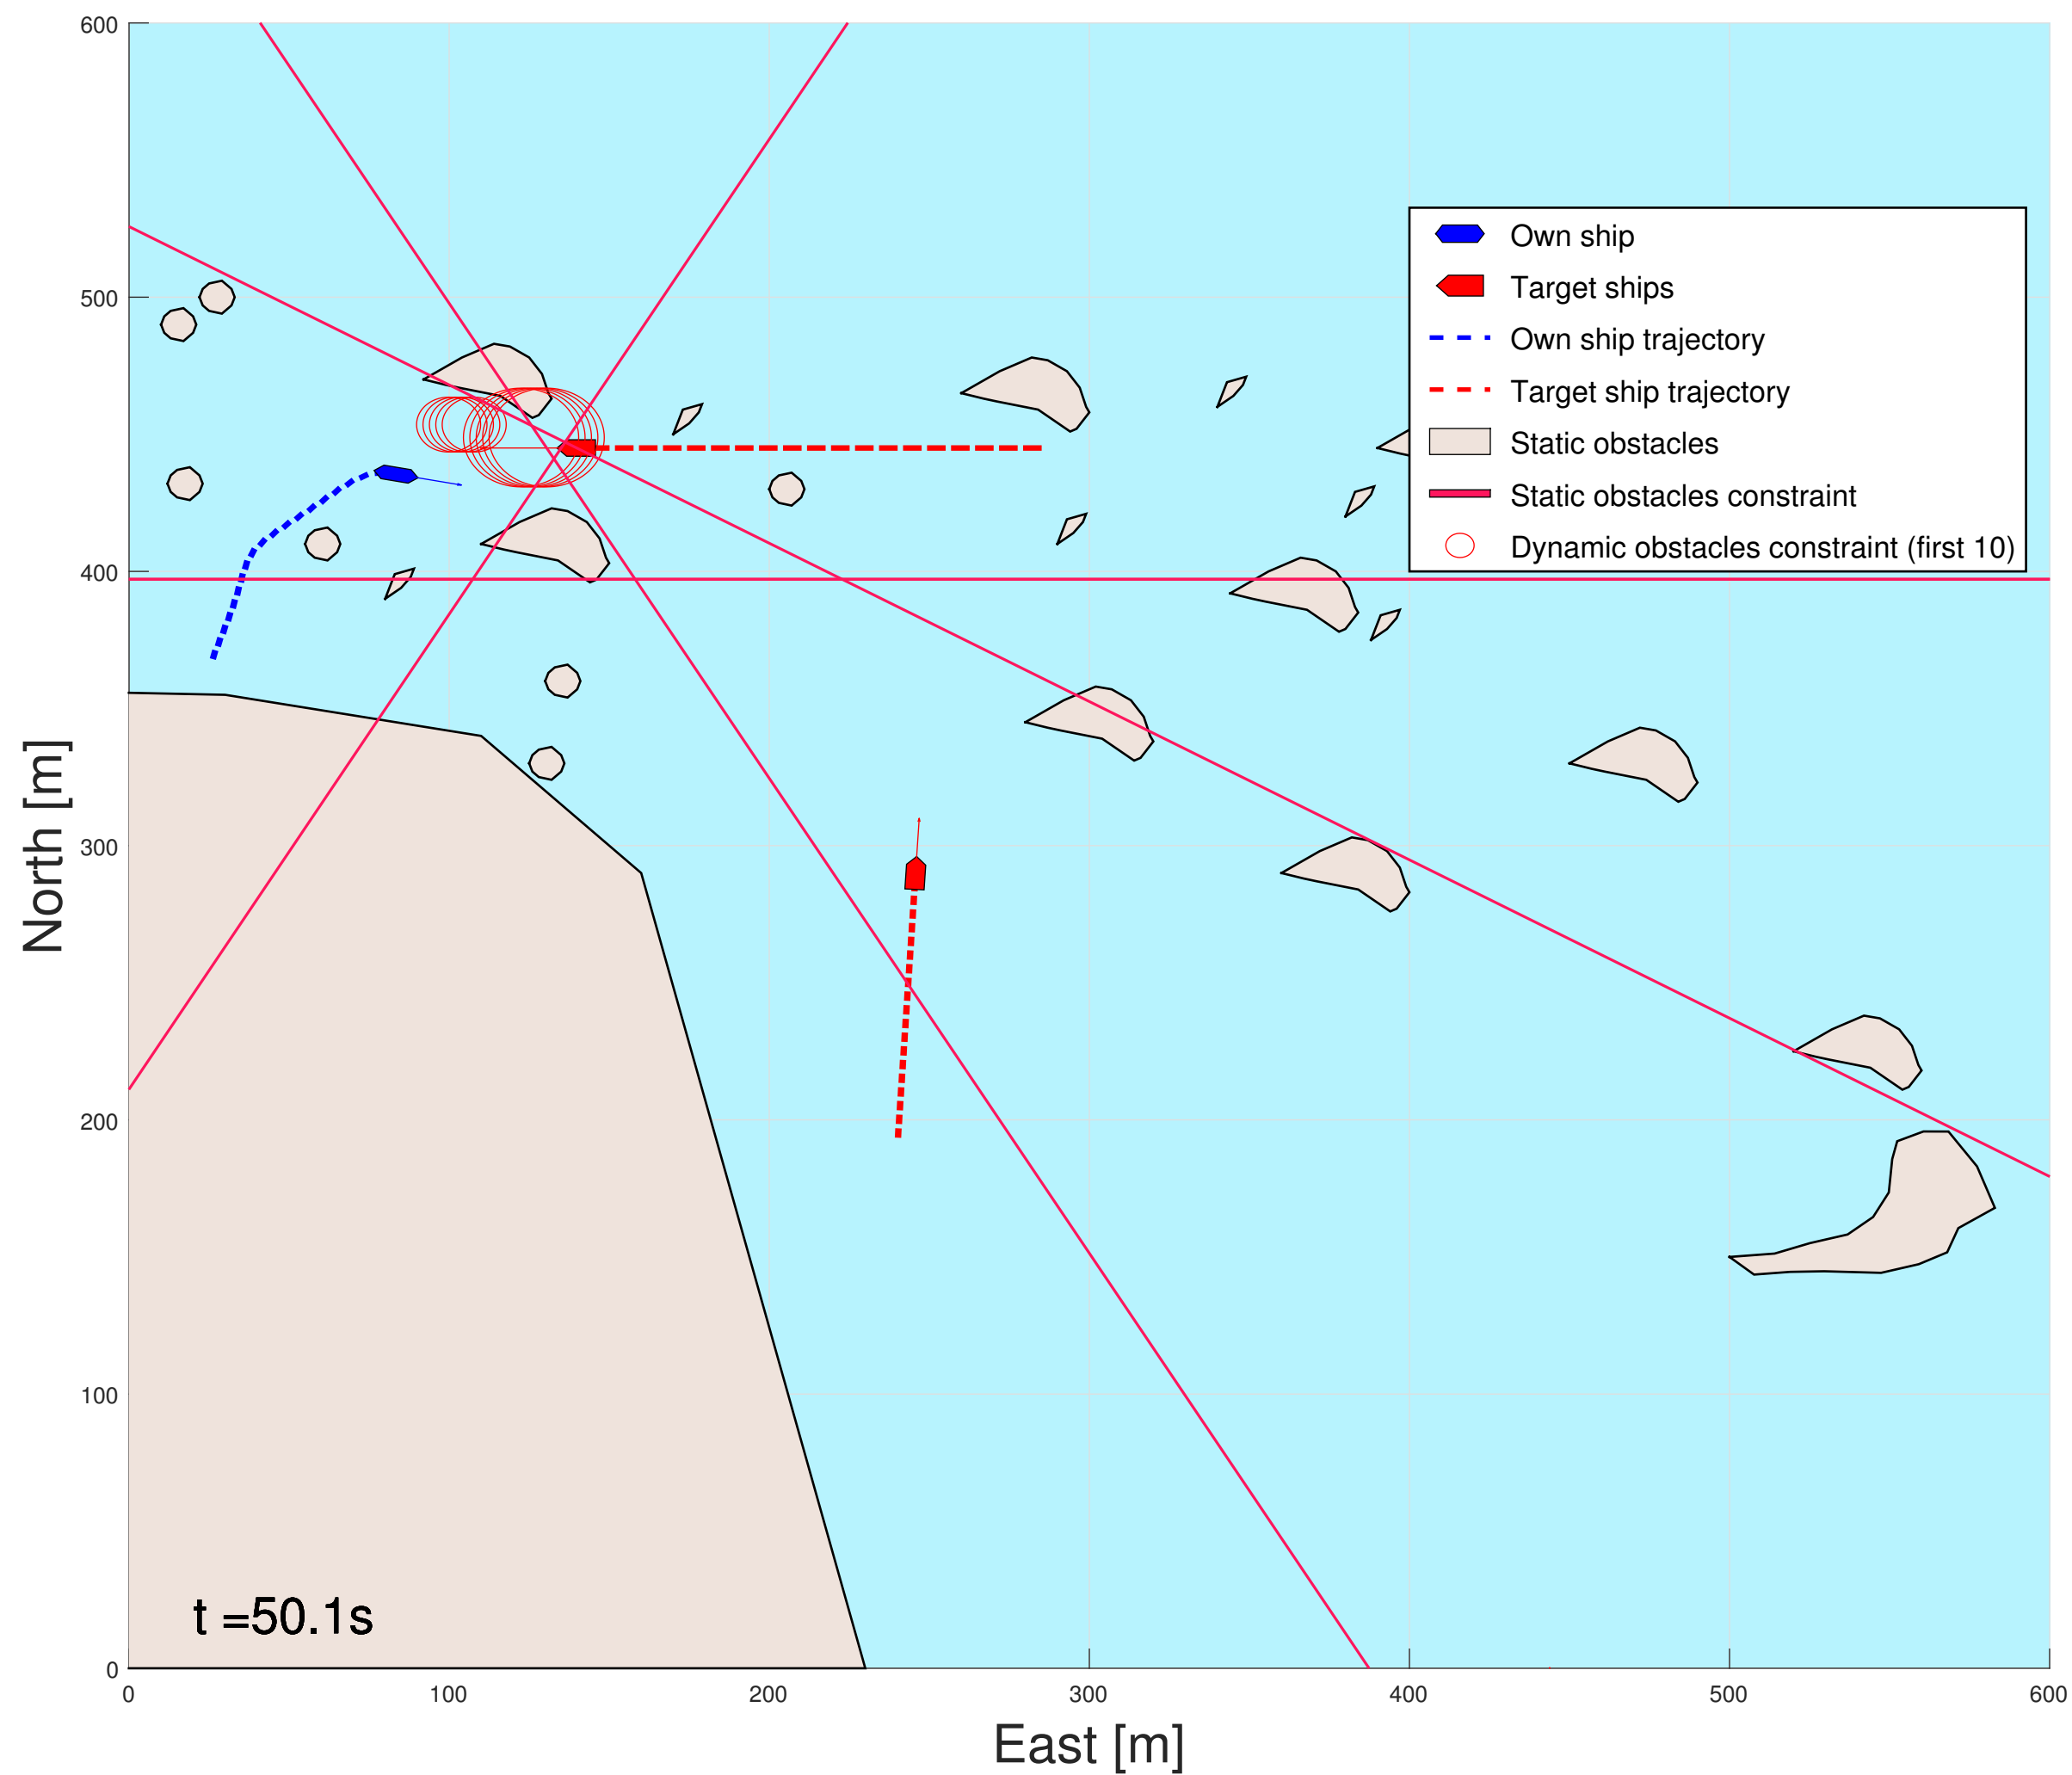 600
500
400
300
200
100
0
North [m]
Own ship
Target ships
Own ship trajectory
Target ship trajectory
Static obstacles
Static obstacles constraint
Dynamic obstacles constraint (first 10)
t =50.1s
0 100 200 300 400 500 600
East [m]